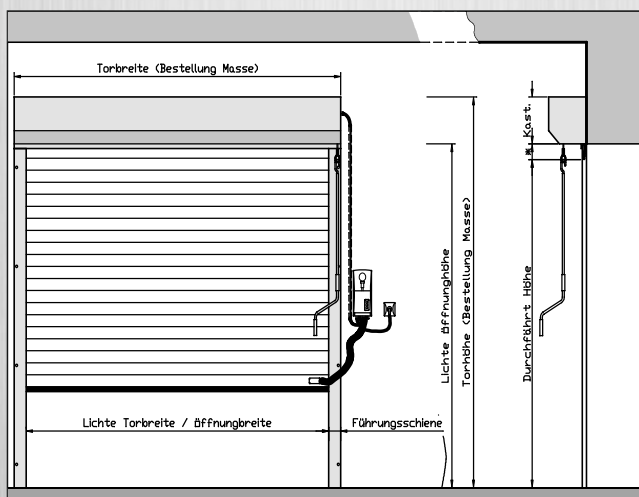 Torbreite (Bestellung Masse)
* Kast.
Lichte Öffnunghöhe
Torhöhe (Bestellung Masse)
Durchfährt Höhe
Lichte Torbreite / Öffnungbreite
Führungsschiene